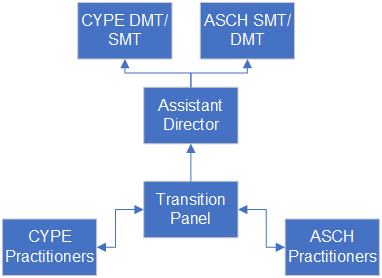 CYPE DMT/
SMT
ASCH SMT/
DMT
Assistant
Director
Transition
Panel
CYPE
Practitioners
ASCH
Practitioners